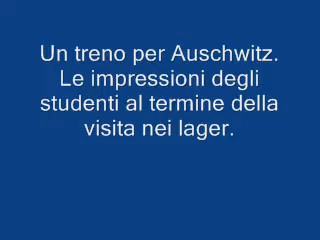 Un treno per Auschwitz.
Le impressioni degli
studenti al termine della
visita nei lager.